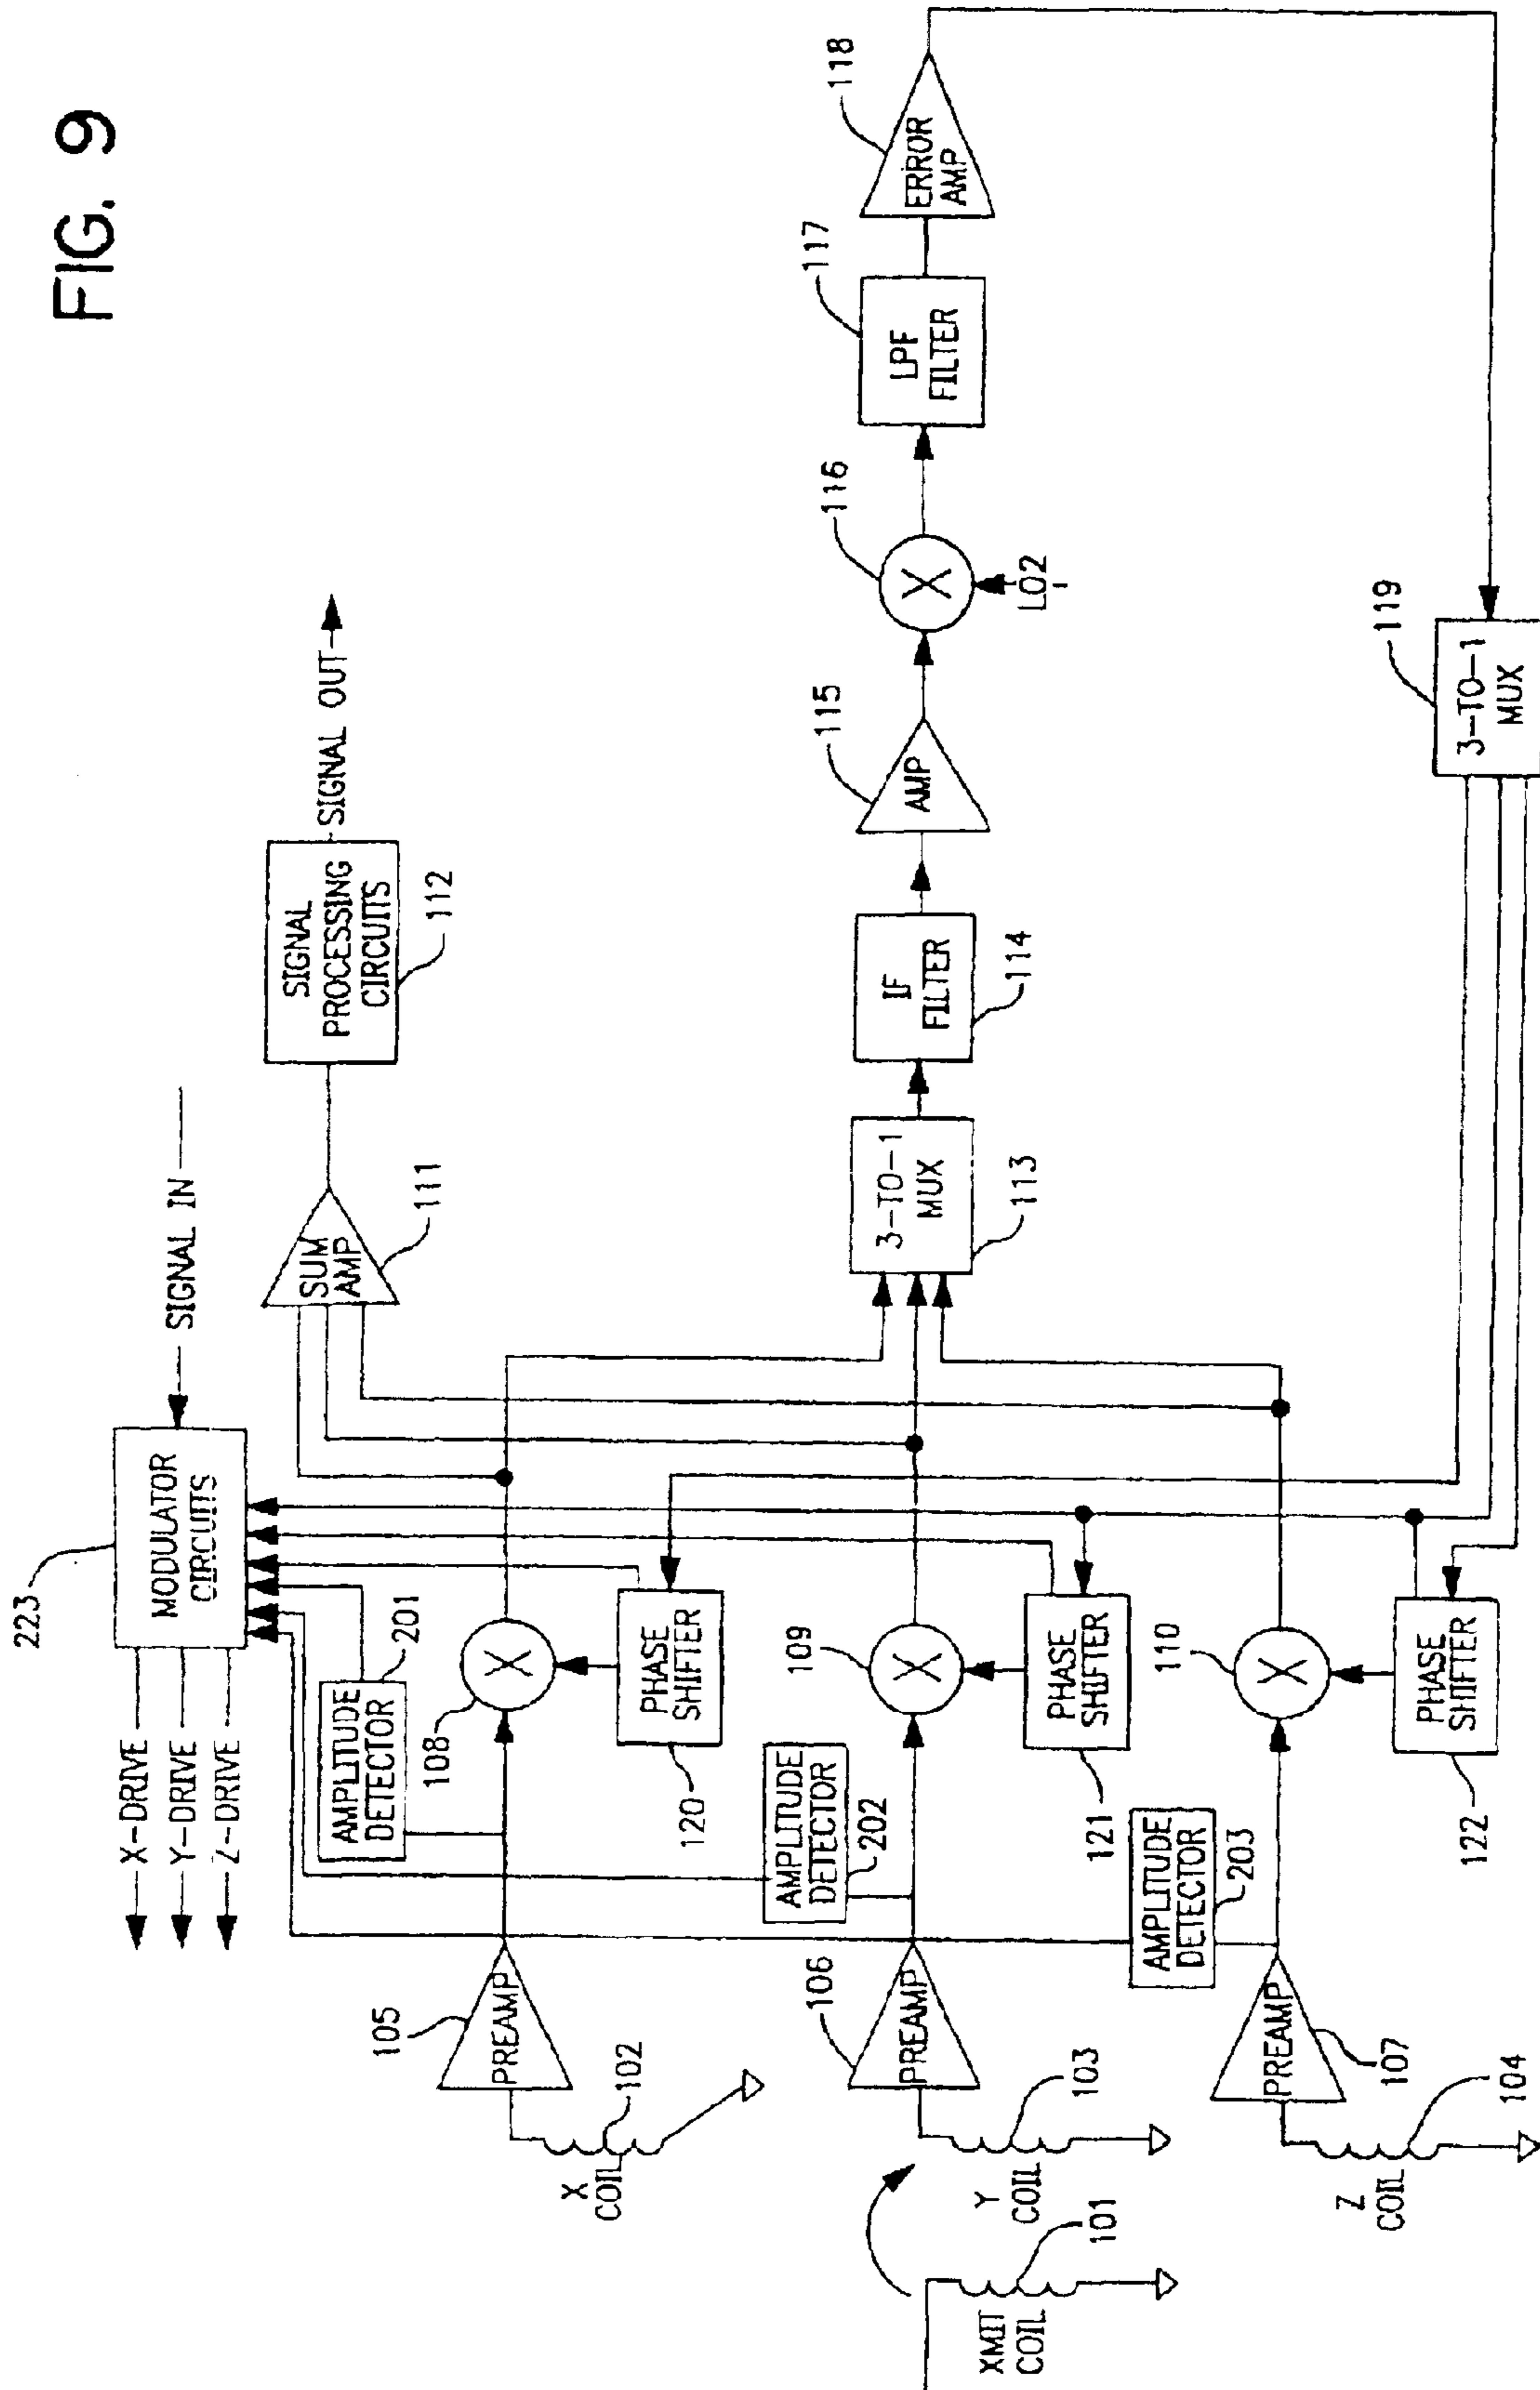 FIG. 9
223
MODULATOR
CIRCUITS
SIGNAL IN
X-DRIVE
Y-DRIVE
Z-DRIVE
SUM
AMP
111
SIGNAL
PROCESSING
CIRCUITS
112
SIGNAL OUT
AMPLITUDE
DETECTOR
201
X
COIL
102
PREAMP
105
X
108
PHASE
SHIFTER
120
AMPLITUDE
DETECTOR
202
XMIT
COIL
101
Y
COIL
103
PREAMP
106
X
109
PHASE
SHIFTER
121
3-TO-1
MUX
113
IF
FILTER
114
AMP
115
X
116
LO2
LPF
FILTER
117
ERROR
AMP
118
AMPLITUDE
DETECTOR
203
Z
COIL
104
PREAMP
107
X
110
PHASE
SHIFTER
122
3-TO-1
MUX
119